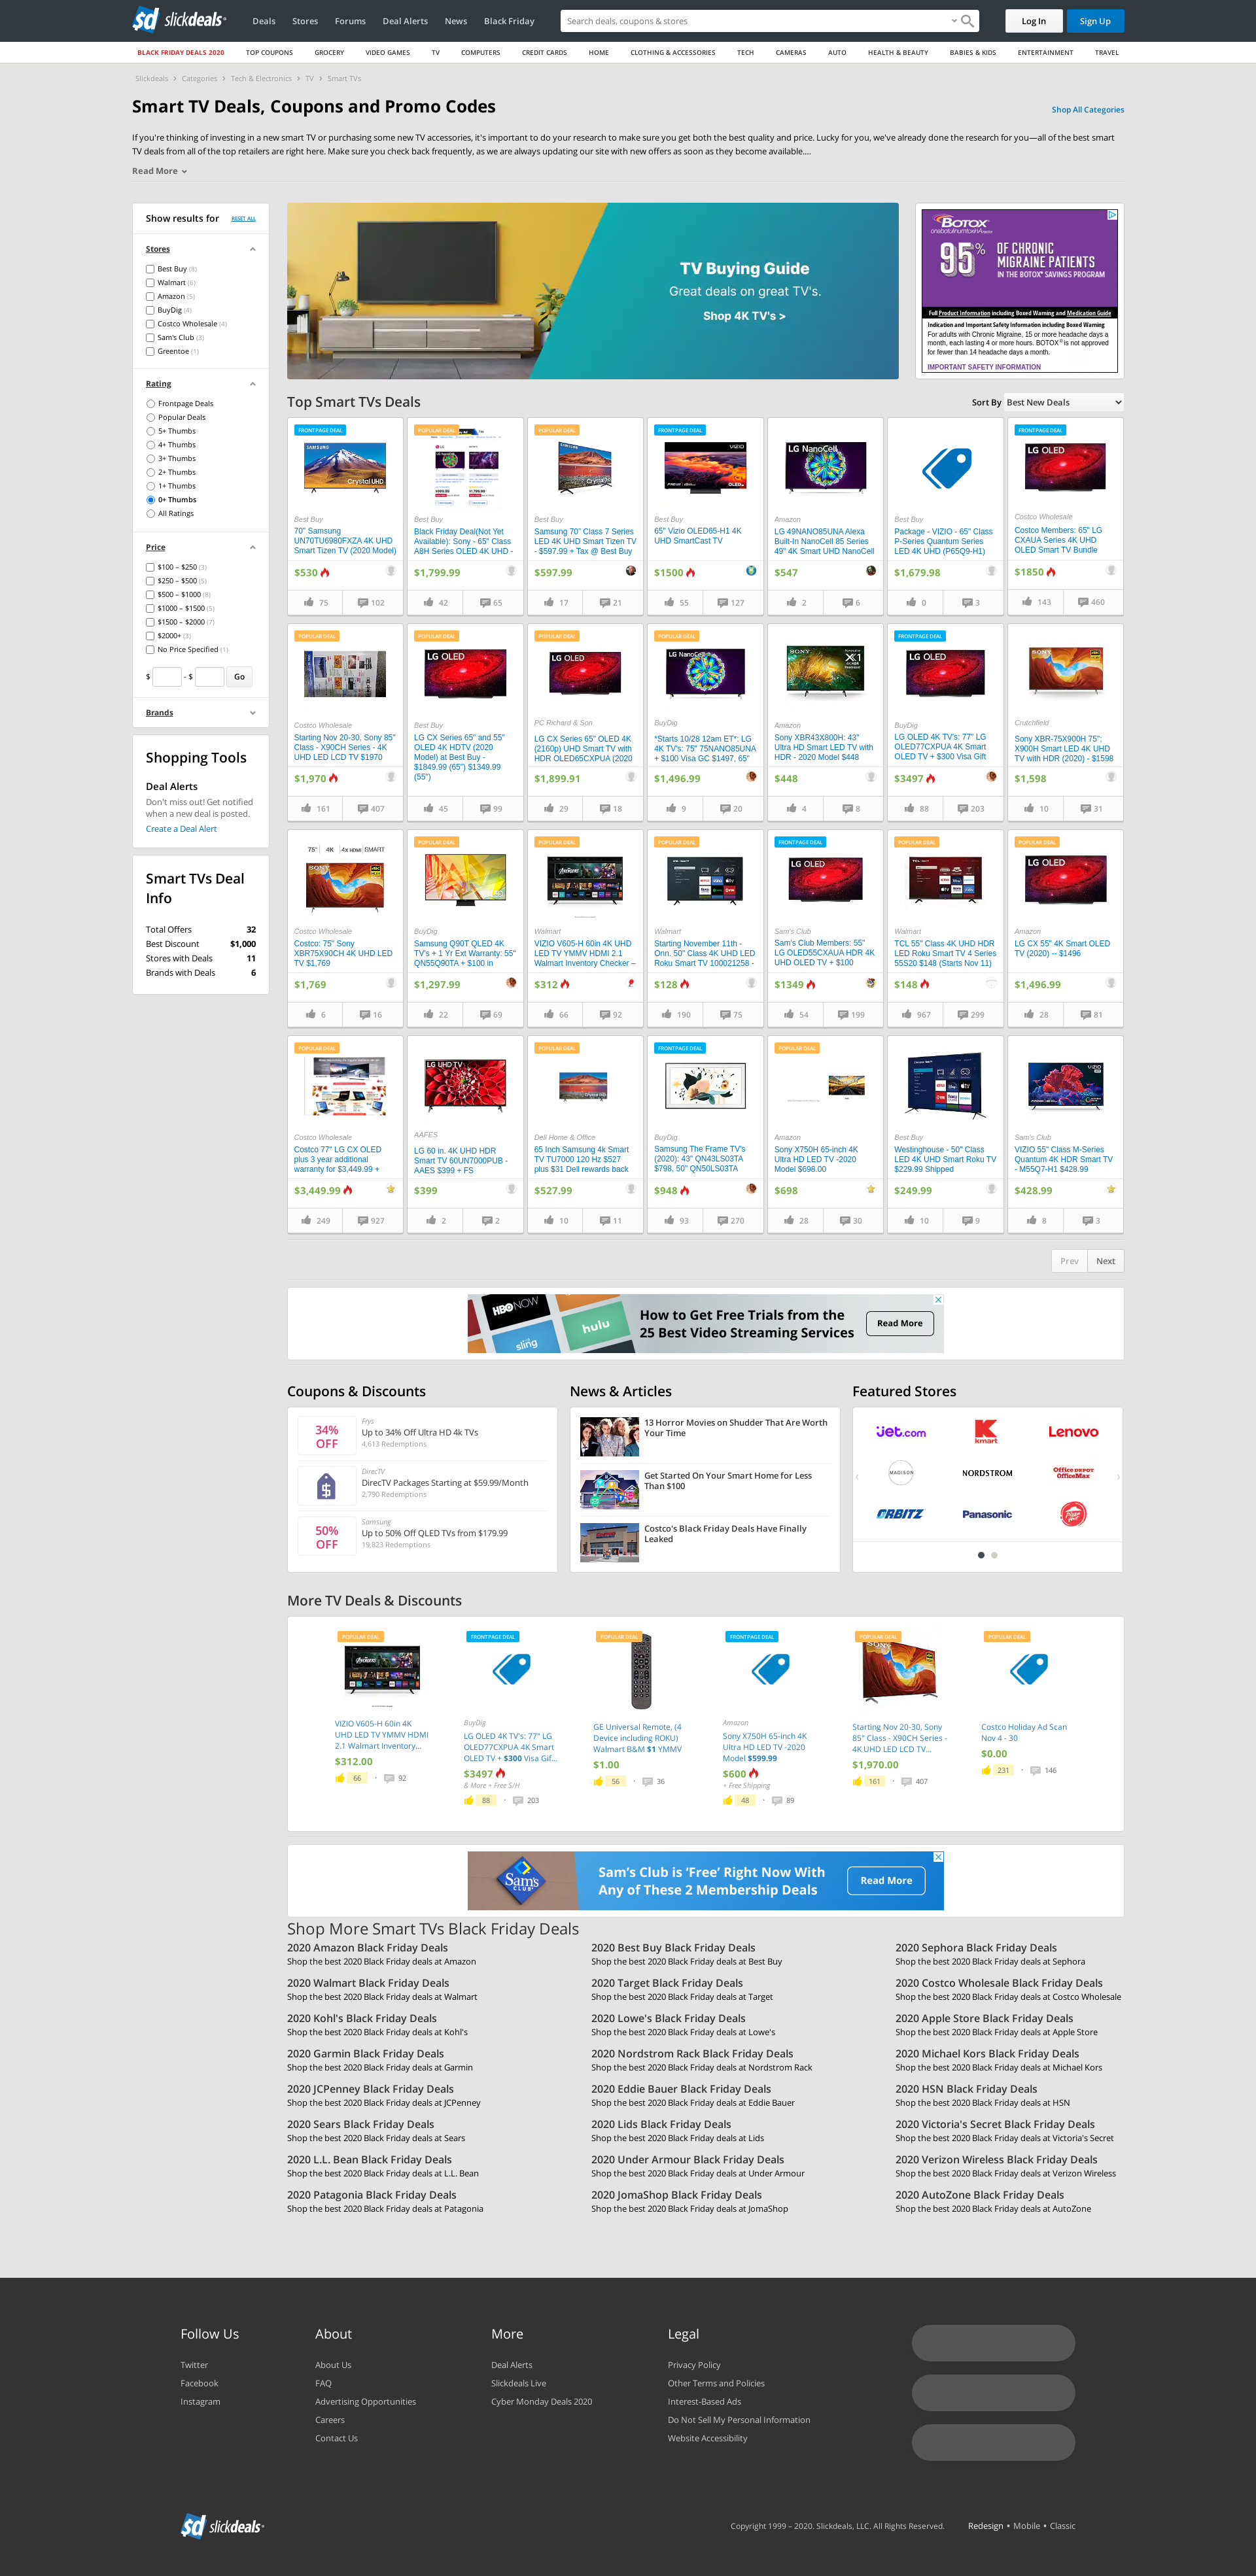 sd slickdeals
Deals Stores Forums Deal Alerts News Black Friday
Search deals, coupons & stores
Log In
Sign Up
BLACK FRIDAY DEALS 2020 TOP COUPONS GROCERY VIDEO GAMES TV COMPUTERS CREDIT CARDS HOME CLOTHING & ACCESSORIES TECH CAMERAS AUTO HEALTH & BEAUTY BABIES & KIDS ENTERTAINMENT TRAVEL
Slickdeals > Categories > Tech & Electronics > TV > Smart TVs
Smart TV Deals, Coupons and Promo Codes
Shop All Categories
If you're thinking of investing in a new smart TV or purchasing some new TV accessories, it's important to do your research to make sure you get both the best quality and price. Lucky for you, we've already done the research for you—all of the best smart
TV deals from all of the top retailers are right here. Make sure you check back frequently, as we are always updating our site with new offers as soon as they become available....
Read More
Show results for RESET ALL
Stores
Best Buy (8)
Walmart (6)
Amazon (5)
BuyDig (4)
Costco Wholesale (4)
Sam's Club (3)
Greentoe (1)
Rating
Frontpage Deals
Popular Deals
5+ Thumbs
4+ Thumbs
3+ Thumbs
2+ Thumbs
1+ Thumbs
0+ Thumbs
All Ratings
Price
$100 – $250 (3)
$250 – $500 (5)
$500 – $1000 (8)
$1000 – $1500 (5)
$1500 – $2000 (7)
$2000+ (3)
No Price Specified (1)
$ - $ Go
Brands
Shopping Tools
Deal Alerts
Don't miss out! Get notified
when a new deal is posted.
Create a Deal Alert
Smart TVs Deal
Info
Total Offers 32
Best Discount $1,000
Stores with Deals 11
Brands with Deals 6
TV Buying Guide
Great deals on great TV's.
Shop 4K TV's >
BOTOX
onabotulinumtoxinA
95% OF CHRONIC
MIGRAINE PATIENTS
IN THE BOTOX® SAVINGS PROGRAM
Full Product Information including Boxed Warning and Medication Guide
Indication and Important Safety Information including Boxed Warning
For adults with Chronic Migraine, 15 or more headache days a
month, each lasting 4 or more hours. BOTOX® is not approved
for fewer than 14 headache days a month.
IMPORTANT SAFETY INFORMATION
Top Smart TVs Deals
Sort By Best New Deals
FRONTPAGE DEAL
SAMSUNG
Crystal UHD
Best Buy
70" Samsung
UN70TU6980FXZA 4K UHD
Smart Tizen TV (2020 Model)
$530
75 102
POPULAR DEAL
Best Buy
Black Friday Deal(Not Yet
Available): Sony - 65" Class
A8H Series OLED 4K UHD -
$1,799.99
42 65
POPULAR DEAL
Best Buy
Samsung 70" Class 7 Series
LED 4K UHD Smart Tizen TV
- $597.99 + Tax @ Best Buy
$597.99
17 21
FRONTPAGE DEAL
VIZIO
OLED
Best Buy
65" Vizio OLED65-H1 4K
UHD SmartCast TV
$1500
55 127
LG NanoCell
Amazon
LG 49NANO85UNA Alexa
Built-In NanoCell 85 Series
49" 4K Smart UHD NanoCell
$547
2 6
Best Buy
Package - VIZIO - 65" Class
P-Series Quantum Series
LED 4K UHD (P65Q9-H1)
$1,679.98
0 3
FRONTPAGE DEAL
LG OLED
Costco Wholesale
Costco Members: 65" LG
CXAUA Series 4K UHD
OLED Smart TV Bundle
$1850
143 460
POPULAR DEAL
Costco Wholesale
Starting Nov 20-30, Sony 85"
Class - X90CH Series - 4K
UHD LED LCD TV $1970
$1,970
161 407
POPULAR DEAL
LG OLED
Best Buy
LG CX Series 65" and 55"
OLED 4K HDTV (2020
Model) at Best Buy -
$1849.99 (65") $1349.99
(55")
45 99
POPULAR DEAL
LG OLED
PC Richard & Son
LG CX Series 65" OLED 4K
(2160p) UHD Smart TV with
HDR OLED65CXPUA (2020
$1,899.91
29 18
POPULAR DEAL
LG NanoCell
BuyDig
*Starts 10/28 12am ET*: LG
4K TV's: 75" 75NANO85UNA
+ $100 Visa GC $1497, 65"
$1,496.99
9 20
SONY
X1
Amazon
Sony XBR43X800H: 43"
Ultra HD Smart LED TV with
HDR - 2020 Model $448
$448
4 8
FRONTPAGE DEAL
LG OLED
BuyDig
LG OLED 4K TV's: 77" LG
OLED77CXPUA 4K Smart
OLED TV + $300 Visa Gift
$3497
88 203
SONY
Crutchfield
Sony XBR-75X900H 75";
X900H Smart LED 4K UHD
TV with HDR (2020) - $1598
$1,598
10 31
75" 4K 4x HDMI SMART
SONY
Costco Wholesale
Costco: 75" Sony
XBR75X90CH 4K UHD LED
TV $1,769
$1,769
6 16
POPULAR DEAL
BuyDig
Samsung Q90T QLED 4K
TV's + 1 Yr Ext Warranty: 55"
QN55Q90TA + $100 in
$1,297.99
22 69
POPULAR DEAL
Walmart
VIZIO V605-H 60in 4K UHD
LED TV YMMV HDMI 2.1
Walmart Inventory Checker –
$312
66 92
POPULAR DEAL
Walmart
Starting November 11th -
Onn. 50" Class 4K UHD LED
Roku Smart TV 100021258 -
$128
190 75
FRONTPAGE DEAL
LG OLED
Sam's Club
Sam's Club Members: 55"
LG OLED55CXAUA HDR 4K
UHD OLED TV + $100
$1349
54 199
POPULAR DEAL
Walmart
TCL 55" Class 4K UHD HDR
LED Roku Smart TV 4 Series
55S20 $148 (Starts Nov 11)
$148
967 299
POPULAR DEAL
LG OLED
Amazon
LG CX 55" 4K Smart OLED
TV (2020) -- $1496
$1,496.99
28 81
POPULAR DEAL
Costco Wholesale
Costco 77" LG CX OLED
plus 3 year additional
warranty for $3,449.99 +
$3,449.99
249 927
LG UHD TV
AAFES
LG 60 in. 4K UHD HDR
Smart TV 60UN7000PUB -
AAES $399 + FS
$399
2 2
POPULAR DEAL
Dell Home & Office
65 Inch Samsung 4k Smart
TV TU7000 120 Hz $527
plus $31 Dell rewards back
$527.99
10 11
FRONTPAGE DEAL
BuyDig
Samsung The Frame TV's
(2020): 43" QN43LS03TA
$798, 50" QN50LS03TA
$948
93 270
POPULAR DEAL
Amazon
Sony X750H 65-inch 4K
Ultra HD LED TV -2020
Model $698.00
$698
28 30
Best Buy
Westinghouse - 50" Class
LED 4K UHD Smart Roku TV
$229.99 Shipped
$249.99
10 9
VIZIO
Sam's Club
VIZIO 55" Class M-Series
Quantum 4K HDR Smart TV
- M55Q7-H1 $428.99
$428.99
8 3
Prev Next
HBO NOW
sling
hulu
How to Get Free Trials from the
25 Best Video Streaming Services
Read More
Coupons & Discounts
34%
OFF
Frys
Up to 34% Off Ultra HD 4k TVs
4,613 Redemptions
DirecTV
DirecTV Packages Starting at $59.99/Month
2,790 Redemptions
50%
OFF
Samsung
Up to 50% Off QLED TVs from $179.99
19,823 Redemptions
News & Articles
13 Horror Movies on Shudder That Are Worth
Your Time
Get Started On Your Smart Home for Less
Than $100
Costco's Black Friday Deals Have Finally
Leaked
Featured Stores
Jet.com
kmart
Lenovo
MADISON
NORDSTROM
Office DEPOT
OfficeMax
ORBITZ
Panasonic
Pizza Hut
More TV Deals & Discounts
POPULAR DEAL
VIZIO V605-H 60in 4K
UHD LED TV YMMV HDMI
2.1 Walmart Inventory...
$312.00
66 • 92
FRONTPAGE DEAL
BuyDig
LG OLED 4K TV's: 77" LG
OLED77CXPUA 4K Smart
OLED TV + $300 Visa Gif...
$3497
& More + Free S/H
88 • 203
POPULAR DEAL
GE Universal Remote, (4
Device including ROKU)
Walmart B&M $1 YMMV
$1.00
56 • 36
FRONTPAGE DEAL
Amazon
Sony X750H 65-inch 4K
Ultra HD LED TV -2020
Model $599.99
$600
+ Free Shipping
48 • 89
POPULAR DEAL
SONY
Starting Nov 20-30, Sony
85" Class - X90CH Series -
4K UHD LED LCD TV...
$1,970.00
161 • 407
POPULAR DEAL
Costco Holiday Ad Scan
Nov 4 - 30
$0.00
231 • 146
Sam's
CLUB
Sam's Club is 'Free' Right Now With
Any of These 2 Membership Deals
Read More
Shop More Smart TVs Black Friday Deals
2020 Amazon Black Friday Deals
Shop the best 2020 Black Friday deals at Amazon
2020 Best Buy Black Friday Deals
Shop the best 2020 Black Friday deals at Best Buy
2020 Sephora Black Friday Deals
Shop the best 2020 Black Friday deals at Sephora
2020 Walmart Black Friday Deals
Shop the best 2020 Black Friday deals at Walmart
2020 Target Black Friday Deals
Shop the best 2020 Black Friday deals at Target
2020 Costco Wholesale Black Friday Deals
Shop the best 2020 Black Friday deals at Costco Wholesale
2020 Kohl's Black Friday Deals
Shop the best 2020 Black Friday deals at Kohl's
2020 Lowe's Black Friday Deals
Shop the best 2020 Black Friday deals at Lowe's
2020 Apple Store Black Friday Deals
Shop the best 2020 Black Friday deals at Apple Store
2020 Garmin Black Friday Deals
Shop the best 2020 Black Friday deals at Garmin
2020 Nordstrom Rack Black Friday Deals
Shop the best 2020 Black Friday deals at Nordstrom Rack
2020 Michael Kors Black Friday Deals
Shop the best 2020 Black Friday deals at Michael Kors
2020 JCPenney Black Friday Deals
Shop the best 2020 Black Friday deals at JCPenney
2020 Eddie Bauer Black Friday Deals
Shop the best 2020 Black Friday deals at Eddie Bauer
2020 HSN Black Friday Deals
Shop the best 2020 Black Friday deals at HSN
2020 Sears Black Friday Deals
Shop the best 2020 Black Friday deals at Sears
2020 Lids Black Friday Deals
Shop the best 2020 Black Friday deals at Lids
2020 Victoria's Secret Black Friday Deals
Shop the best 2020 Black Friday deals at Victoria's Secret
2020 L.L. Bean Black Friday Deals
Shop the best 2020 Black Friday deals at L.L. Bean
2020 Under Armour Black Friday Deals
Shop the best 2020 Black Friday deals at Under Armour
2020 Verizon Wireless Black Friday Deals
Shop the best 2020 Black Friday deals at Verizon Wireless
2020 Patagonia Black Friday Deals
Shop the best 2020 Black Friday deals at Patagonia
2020 JomaShop Black Friday Deals
Shop the best 2020 Black Friday deals at JomaShop
2020 AutoZone Black Friday Deals
Shop the best 2020 Black Friday deals at AutoZone
Follow Us
Twitter
Facebook
Instagram
About
About Us
FAQ
Advertising Opportunities
Careers
Contact Us
More
Deal Alerts
Slickdeals Live
Cyber Monday Deals 2020
Legal
Privacy Policy
Other Terms and Policies
Interest-Based Ads
Do Not Sell My Personal Information
Website Accessibility
sd slickdeals
Copyright 1999 – 2020. Slickdeals, LLC. All Rights Reserved. Redesign • Mobile • Classic